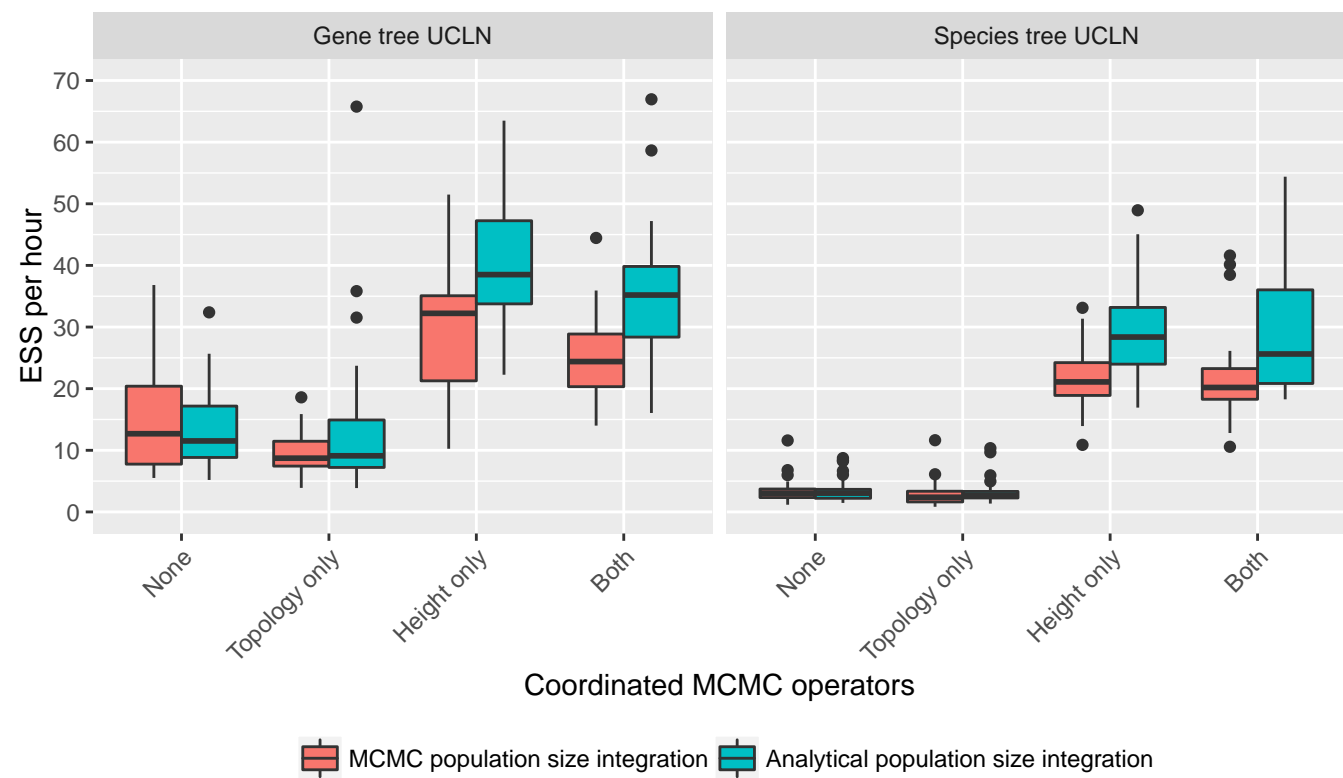 Gene tree UCLN
Species tree UCLN
70
60
50
40
30
20
10
0
ESS per hour
None
Topology only
Height only
Both
None
Topology only
Height only
Both
Coordinated MCMC operators
MCMC population size integration
Analytical population size integration